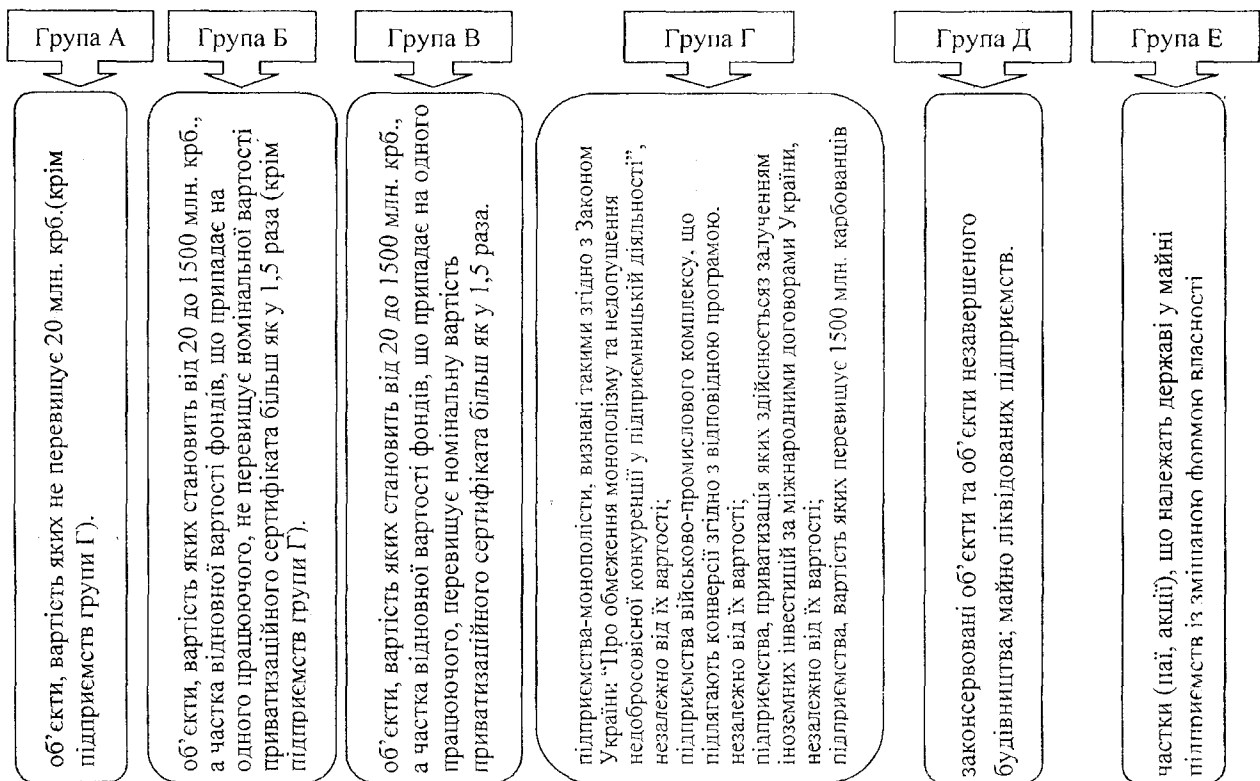 Група А
об’єкти, вартість яких не перевищує 20 млн. крб.(крім
підприємств групи Г).
Група Б
об’єкти, вартість яких становить від 20 до 1500 млн. крб.,
а частка відновної вартості фондів, що припадає на
одного працюючого, не перевищує номінальної вартості
приватизаційного сертифіката більш як у 1,5 раза (крім
підприємств групи Г).
Група В
об’єкти, вартість яких становить від 20 до 1500 млн. крб.,
а частка відновної вартості фондів, що припадає на одного
працюючого, перевищує номінальну вартість
приватизаційного сертифіката більш як у 1,5 раза.
Група Г
підприємства-монополісти, визнані такими згідно з Законом
України: “Про обмеження монополізму та недопущення
недобросовісної конкуренції у підприємницькій діяльності”,
незалежно від їх вартості;
підприємства військово-промислового комплексу, що
підлягають конверсії згідно з відповідною програмою.
незалежно від їх вартості;
підприємства, приватизація яких здійснюєтьсяз залученням
іноземних інвестицій за міжнародними договорами України,
незалежно від їх вартості;
підприємства, вартість яких перевищує 1500 млн. карбованців
Група Д
законсервовані об’єкти та об’єкти незавершеного
будівництва; майно ліквідованих підприємств.
Група Е
частки (паї, акції), що належать державі у майні
підприємств із змішаною формою власності